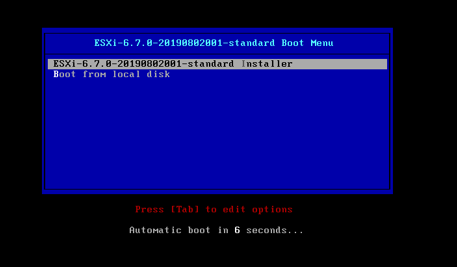 ESXi-6.7.0-20190802001-standard Boot Menu
ESXi-6.7.0-20190802001-standard Installer
Boot from local disk
Press [Tab] to edit options
Automatic boot in 6 seconds...